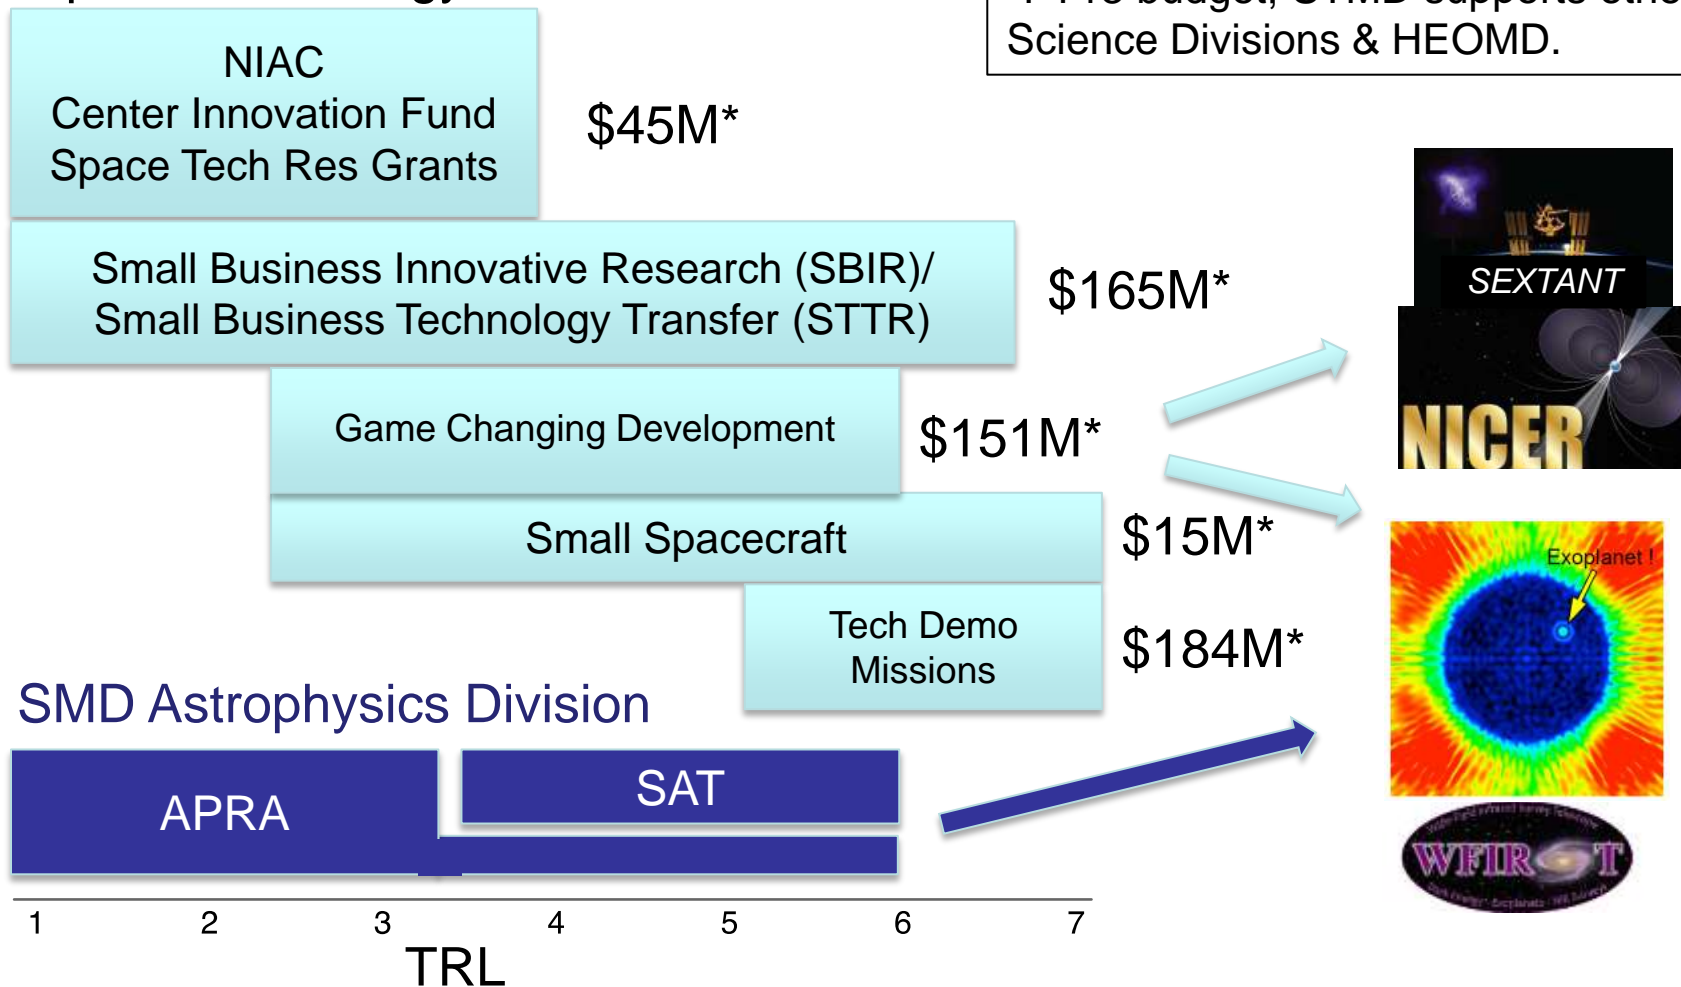 Science Divisions & HEOMD.
NIAC
Center Innovation Fund
Space Tech Res Grants
$45M*
Small Business Innovative Research (SBIR)/
Small Business Technology Transfer (STTR)
$165M*
SEXTANT
NICER
Game Changing Development
$151M*
Small Spacecraft
$15M*
Exoplanet !
Tech Demo
Missions
$184M*
SMD Astrophysics Division
APRA
SAT
WFIRST
1 2 3 4 5 6 7
TRL